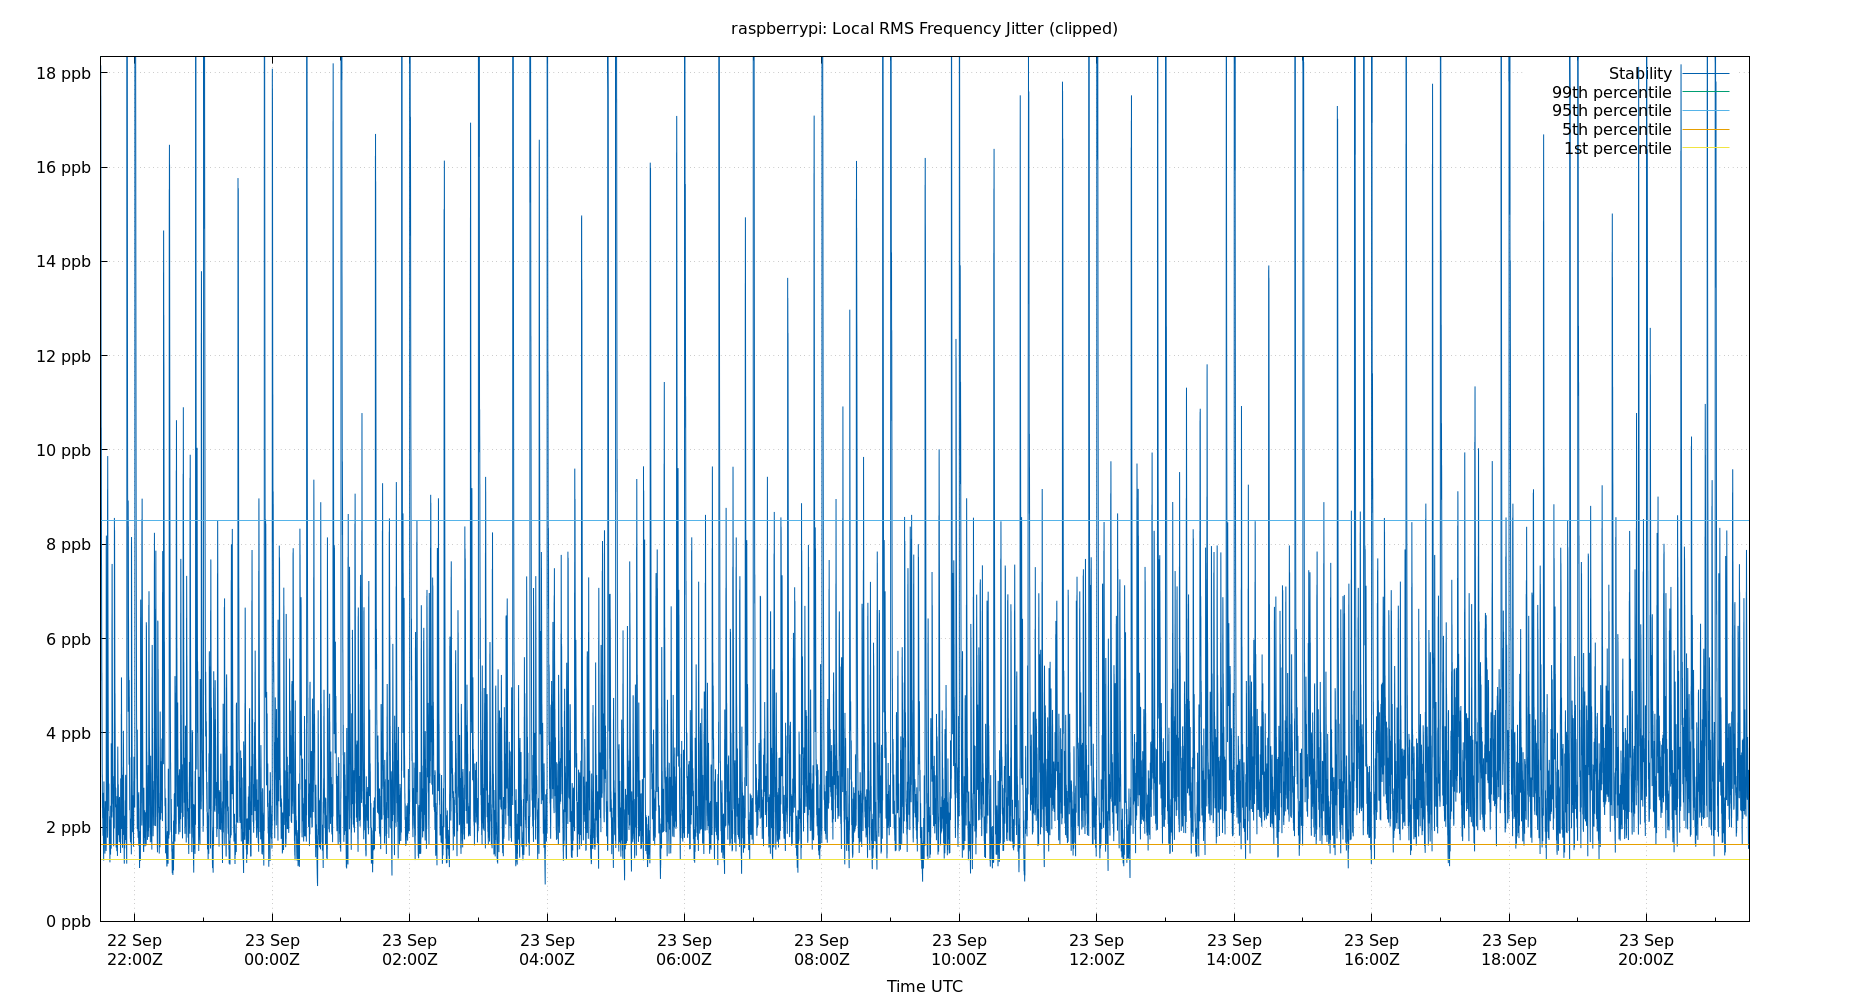 raspberrypi: Local RMS Frequency Jitter (clipped)
18 ppb
16 ppb
14 ppb
12 ppb
10 ppb
8 ppb
6 ppb
4 ppb
2 ppb
0 ppb
Stability
99th percentile
95th percentile
5th percentile
1st percentile
22 Sep 23 Sep 23 Sep 23 Sep 23 Sep 23 Sep 23 Sep 23 Sep 23 Sep 23 Sep 23 Sep 23 Sep
22:00Z 00:00Z 02:00Z 04:00Z 06:00Z 08:00Z 10:00Z 12:00Z 14:00Z 16:00Z 18:00Z 20:00Z
Time UTC